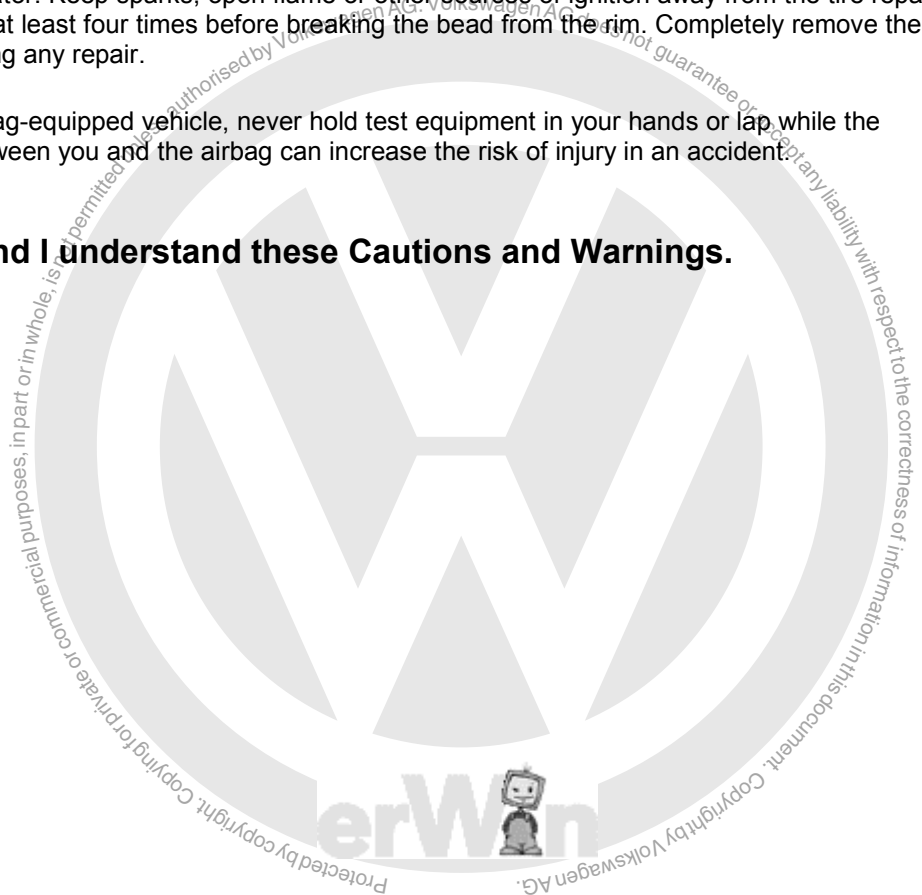 ater! Keep sparks, open flame or other sources of ignition away from the tire repa
at least four times before breaking the bead from the rim. Completely remove the
ng any repair.
ag-equipped vehicle, never hold test equipment in your hands or lap while the
ween you and the airbag can increase the risk of injury in an accident.
nd I understand these Cautions and Warnings.
Protected by copyright. Copying for private or commercial purposes, in part or in whole, is not permitted unless authorised by Volkswagen AG. Volkswagen AG does not guarantee or accept any liability with respect to the correctness of information in this document. Copyright by Volkswagen AG.
erWin